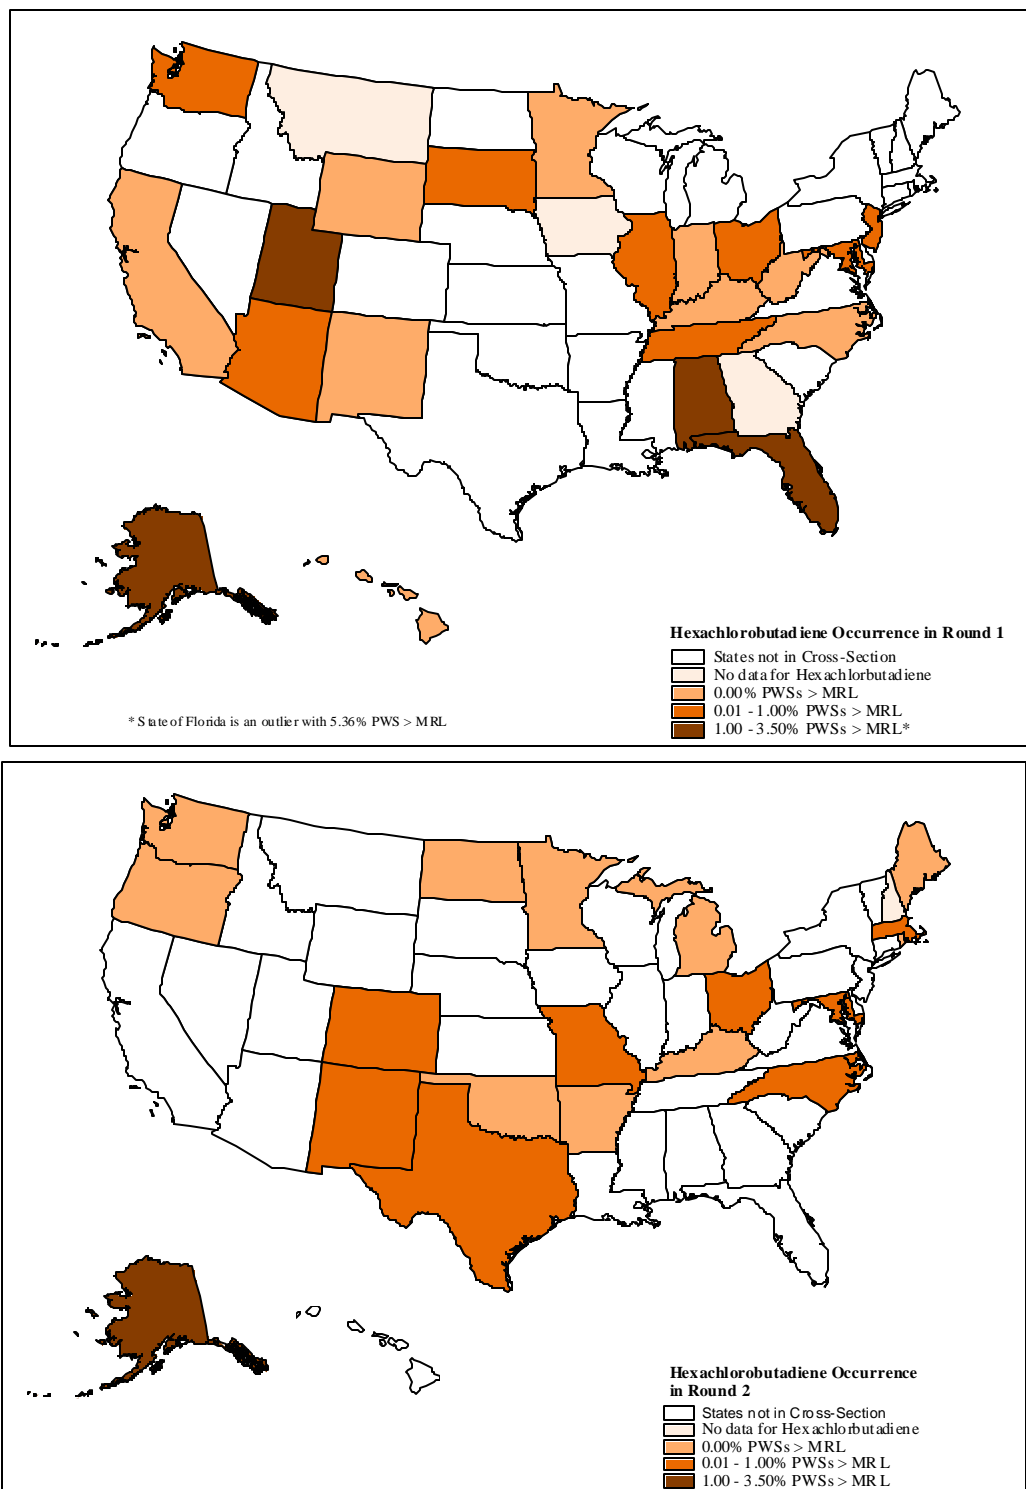 Hexachlorobutadiene Occurrence in Round 1
States not in Cross-Section
No data for Hexachlorbutadiene
0.00% PWSs > MRL
0.01 - 1.00% PWSs > MRL
1.00 - 3.50% PWSs > MRL*
* State of Florida is an outlier with 5.36% PWS > MRL
Hexachlorobutadiene Occurrence
in Round 2
States not in Cross-Section
No data for Hexachlorbutadiene
0.00% PWSs > MRL
0.01 - 1.00% PWSs > MRL
1.00 - 3.50% PWSs > MRL